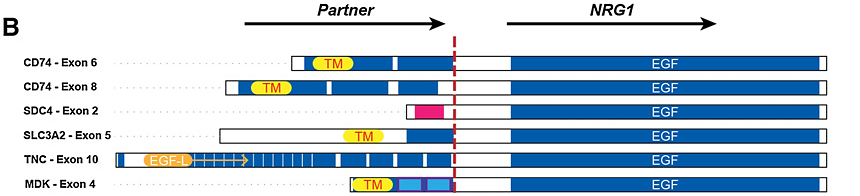 Partner NRG1
B
CD74 - Exon 6 TM EGF
CD74 - Exon 8 TM EGF
SDC4 - Exon 2 EGF
SLC3A2 - Exon 5 TM EGF
TNC - Exon 10 EGF-L EGF
MDK - Exon 4 TM EGF